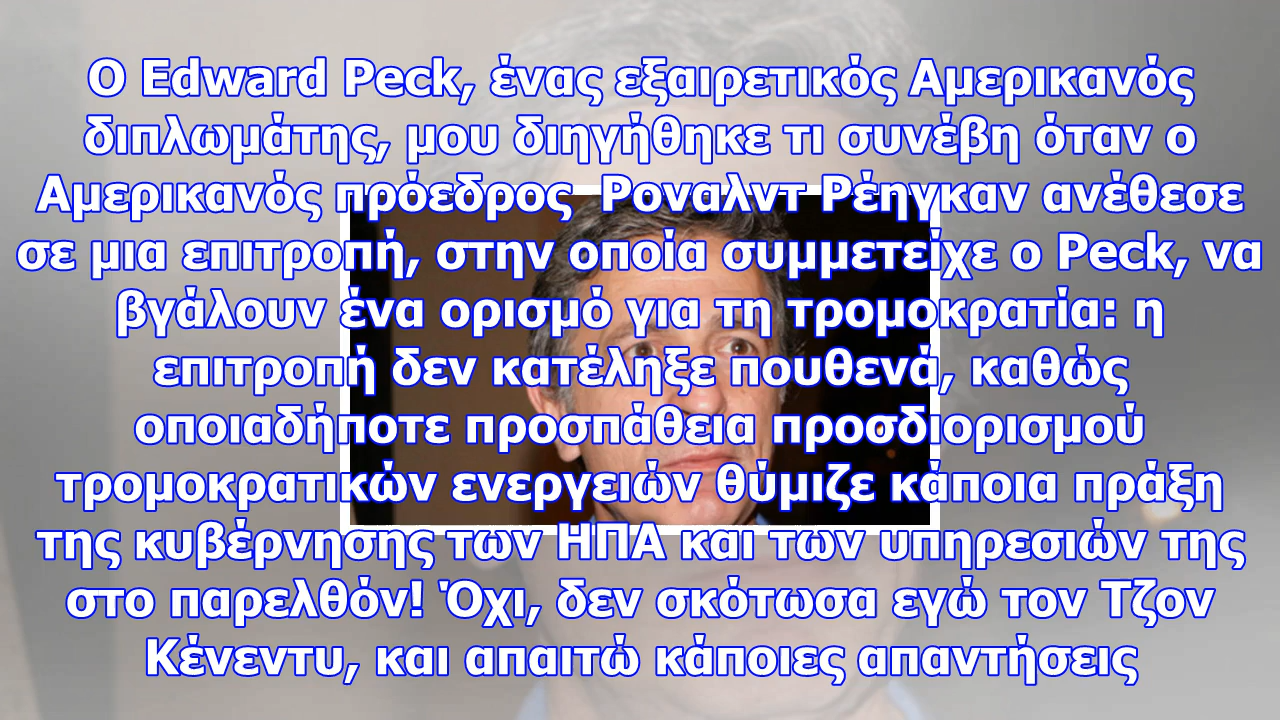 Ο Edward Peck, ένας εξαιρετικός Αμερικανός
διπλωμάτης, μου διηγήθηκε τι συνέβη όταν ο
Αμερικανός πρόεδρος  Ροναλντ Ρέηγκαν ανέθεσε
σε μια επιτροπή, στην οποία συμμετείχε ο Peck, να
βγάλουν ένα ορισμό για τη τρομοκρατία: η
επιτροπή δεν κατέληξε πουθενά, καθώς
οποιαδήποτε προσπάθεια προσδιορισμού
τρομοκρατικών ενεργειών θύμιζε κάποια πράξη
της κυβέρνησης των ΗΠΑ και των υπηρεσιών της
στο παρελθόν! Όχι, δεν σκότωσα εγώ τον Τζον
Κένεντυ, και απαιτώ κάποιες απαντήσεις